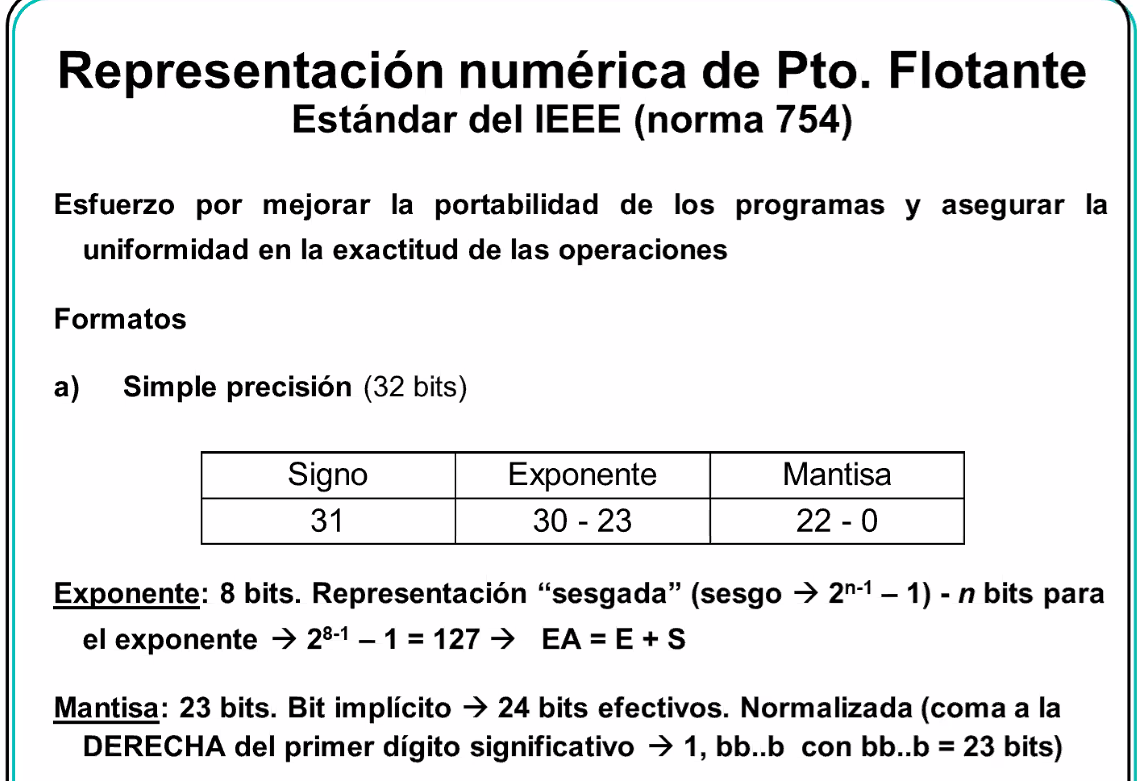 Representación numérica de Pto. Flotante
Estándar del IEEE (norma 754)
Esfuerzo por mejorar la portabilidad de los programas y asegurar la
uniformidad en la exactitud de las operaciones
Formatos
a) Simple precisión (32 bits)
Signo Exponente Mantisa
31 30 - 23 22 - 0
Exponente: 8 bits. Representación “sesgada” (sesgo → 2ⁿ⁻¹ – 1) - n bits para
el exponente → 2⁸⁻¹ – 1 = 127 → EA = E + S
Mantisa: 23 bits. Bit implícito → 24 bits efectivos. Normalizada (coma a la
DERECHA del primer dígito significativo → 1, bb..b con bb..b = 23 bits)